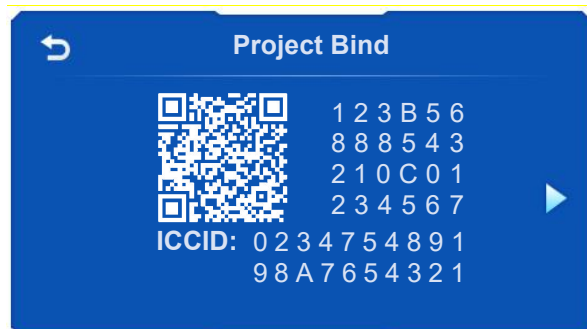 Project Bind
1 2 3 B 5 6
8 8 8 5 4 3
2 1 0 C 0 1
2 3 4 5 6 7
ICCID: 0 2 3 4 7 5 4 8 9 1
9 8 A 7 6 5 4 3 2 1